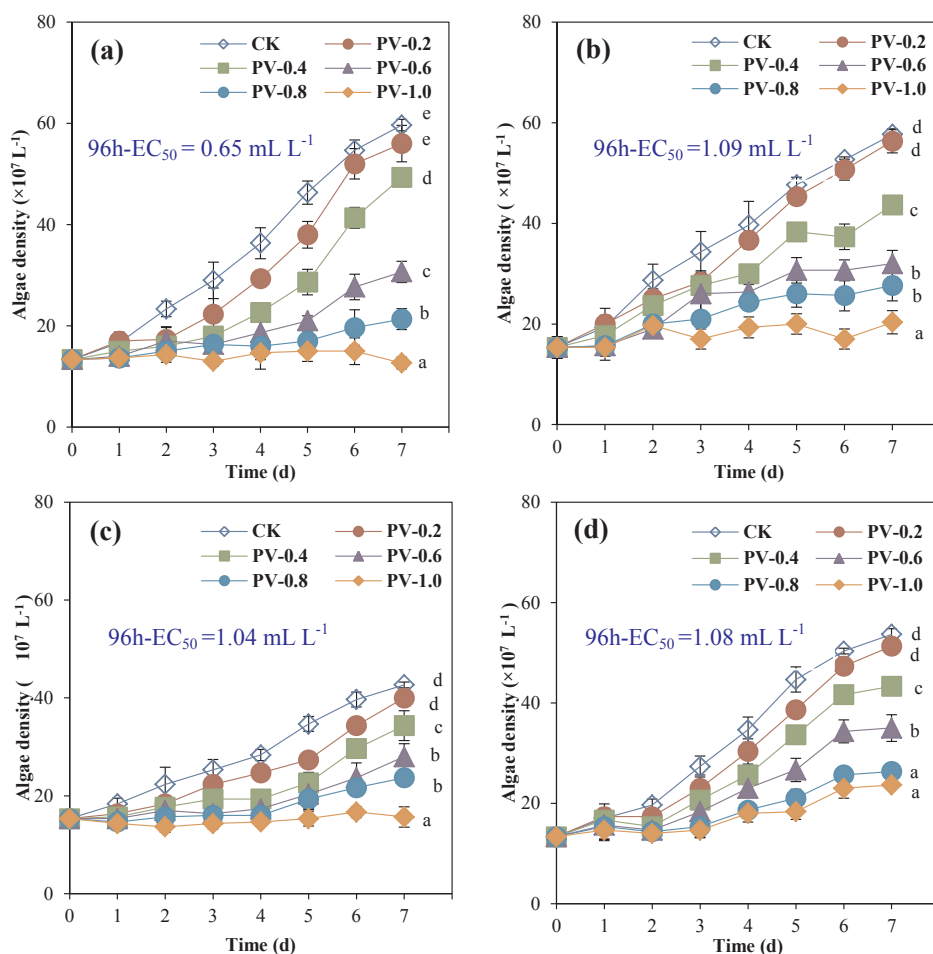 (a)
CK PV-0.2
PV-0.4 PV-0.6
PV-0.8 PV-1.0
96h-EC₅₀ = 0.65 mL L⁻¹
Algae density (×10⁷ L⁻¹)
80
60
40
20
0
0 1 2 3 4 5 6 7
Time (d)
e
e
d
c
b
a
(b)
CK PV-0.2
PV-0.4 PV-0.6
PV-0.8 PV-1.0
96h-EC₅₀ =1.09 mL L⁻¹
Algae density ( ×10⁷ L⁻¹)
80
60
40
20
0
0 1 2 3 4 5 6 7
Time (d)
d
d
c
b
b
a
(c)
CK PV-0.2
PV-0.4 PV-0.6
PV-0.8 PV-1.0
96h-EC₅₀ =1.04 mL L⁻¹
Algae density ( 10⁷ L⁻¹)
80
60
40
20
0
0 1 2 3 4 5 6 7
Time (d)
d
d
c
b
b
a
(d)
CK PV-0.2
PV-0.4 PV-0.6
PV-0.8 PV-1.0
96h-EC₅₀ =1.08 mL L⁻¹
Algae density (×10⁷ L⁻¹)
80
60
40
20
0
0 1 2 3 4 5 6 7
Time (d)
d
d
c
b
a
a